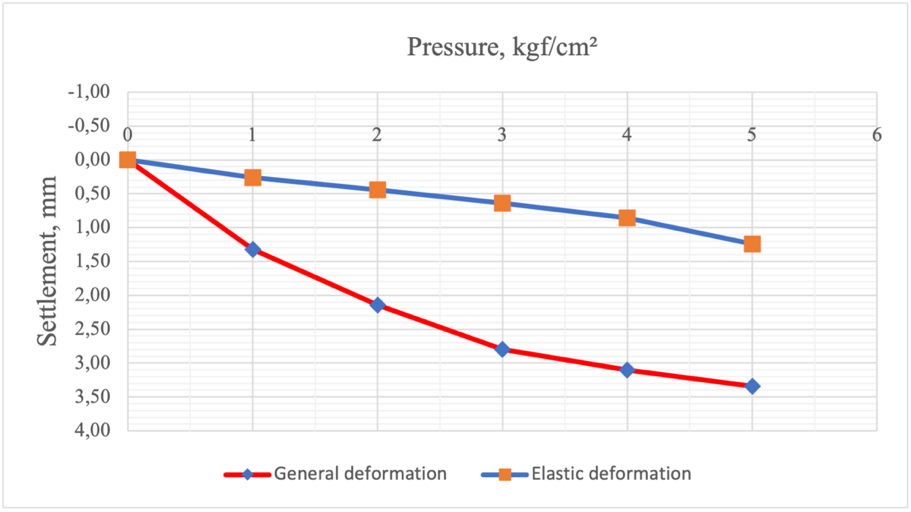 Pressure, kgf/cm²
-1,00
-0,50
0 1 2 3 4 5 6
0,00
0,50
1,00
1,50
2,00
2,50
3,00
3,50
4,00
Settlement, mm
General deformation Elastic deformation